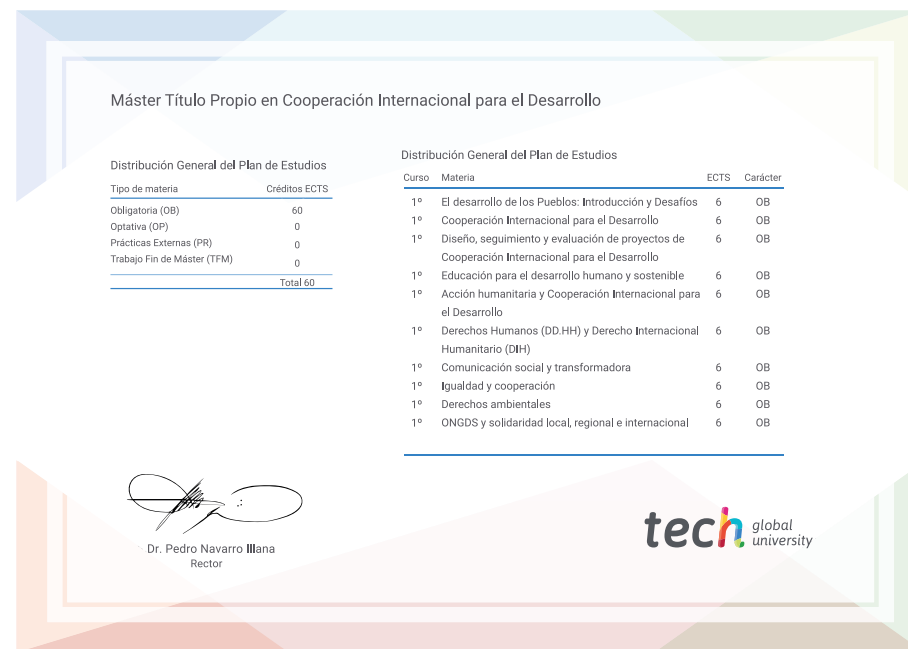 Máster Título Propio en Cooperación Internacional para el Desarrollo
Distribución General del Plan de Estudios
Tipo de materia Créditos ECTS
Obligatoria (OB) 60
Optativa (OP) 0
Prácticas Externas (PR) 0
Trabajo Fin de Máster (TFM) 0
Total 60
Distribución General del Plan de Estudios
Curso Materia ECTS Carácter
1º El desarrollo de los Pueblos: Introducción y Desafíos 6 OB
1º Cooperación Internacional para el Desarrollo 6 OB
1º Diseño, seguimiento y evaluación de proyectos de 6 OB
Cooperación Internacional para el Desarrollo
1º Educación para el desarrollo humano y sostenible 6 OB
1º Acción humanitaria y Cooperación Internacional para 6 OB
el Desarrollo
1º Derechos Humanos (DD.HH) y Derecho Internacional 6 OB
Humanitario (DIH)
1º Comunicación social y transformadora 6 OB
1º Igualdad y cooperación 6 OB
1º Derechos ambientales 6 OB
1º ONGDS y solidaridad local, regional e internacional 6 OB
Dr. Pedro Navarro Illana
Rector
tech global
university